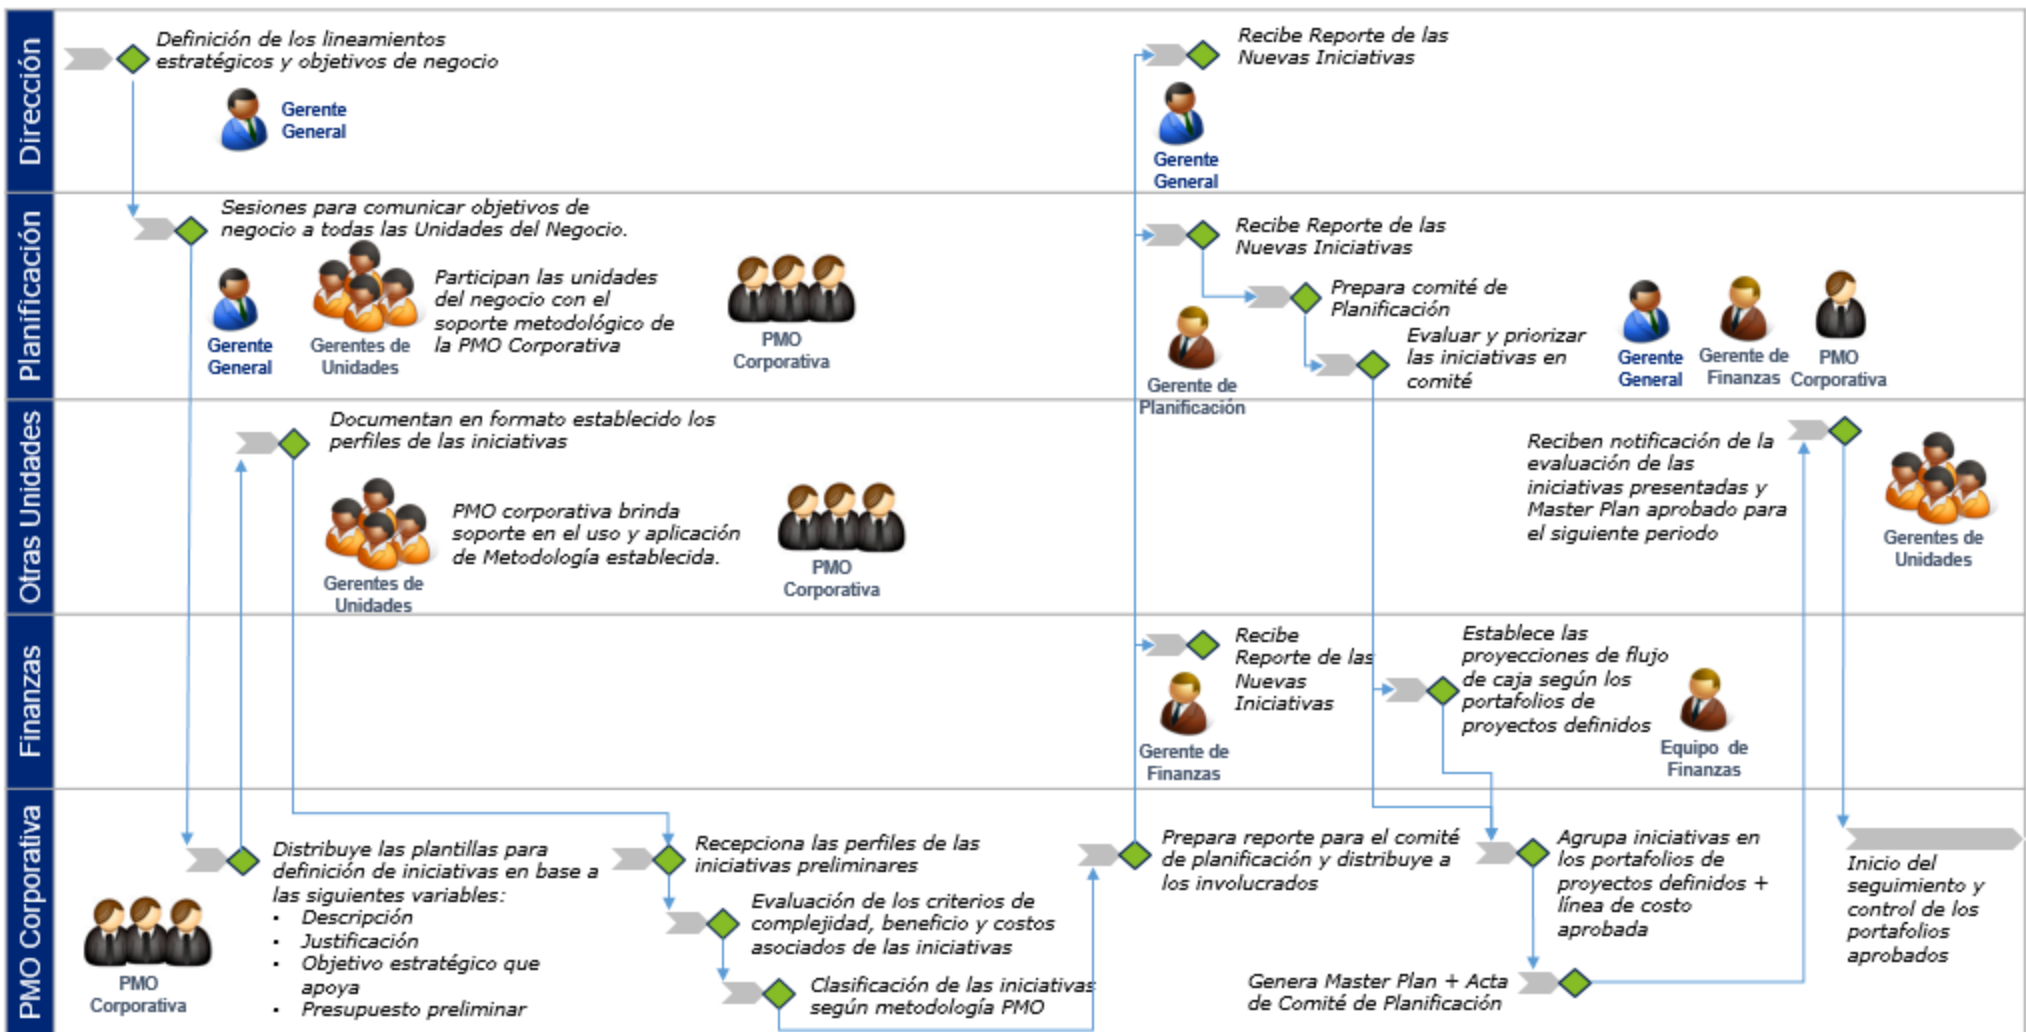 Dirección
Definición de los lineamientos
estratégicos y objetivos de negocio
Gerente
General
Recibe Reporte de las
Nuevas Iniciativas
Gerente
General
Planificación
Sesiones para comunicar objetivos de
negocio a todas las Unidades del Negocio.
Gerente
General
Gerentes de
Unidades
Participan las unidades
del negocio con el
soporte metodológico de
la PMO Corporativa
PMO
Corporativa
Recibe Reporte de las
Nuevas Iniciativas
Gerente de
Planificación
Prepara comité de
Planificación
Evaluar y priorizar
las iniciativas en
comité
Gerente
General
Gerente de
Finanzas
PMO
Corporativa
Otras Unidades
Documentan en formato establecido los
perfiles de las iniciativas
Gerentes de
Unidades
PMO corporativa brinda
soporte en el uso y aplicación
de Metodología establecida.
PMO
Corporativa
Reciben notificación de la
evaluación de las
iniciativas presentadas y
Master Plan aprobado para
el siguiente periodo
Gerentes de
Unidades
Finanzas
Recibe
Reporte de las
Nuevas
Iniciativas
Gerente de
Finanzas
Establece las
proyecciones de flujo
de caja según los
portafolios de
proyectos definidos
Equipo de
Finanzas
PMO Corporativa
PMO
Corporativa
Distribuye las plantillas para
definición de iniciativas en base a
las siguientes variables:
• Descripción
• Justificación
• Objetivo estratégico que
apoya
• Presupuesto preliminar
Recepciona las perfiles de las
iniciativas preliminares
Evaluación de los criterios de
complejidad, beneficio y costos
asociados de las iniciativas
Clasificación de las iniciativas
según metodología PMO
Prepara reporte para el comité
de planificación y distribuye a
los involucrados
Agrupa iniciativas en
los portafolios de
proyectos definidos +
línea de costo
aprobada
Genera Master Plan + Acta
de Comité de Planificación
Inicio del
seguimiento y
control de los
portafolios
aprobados